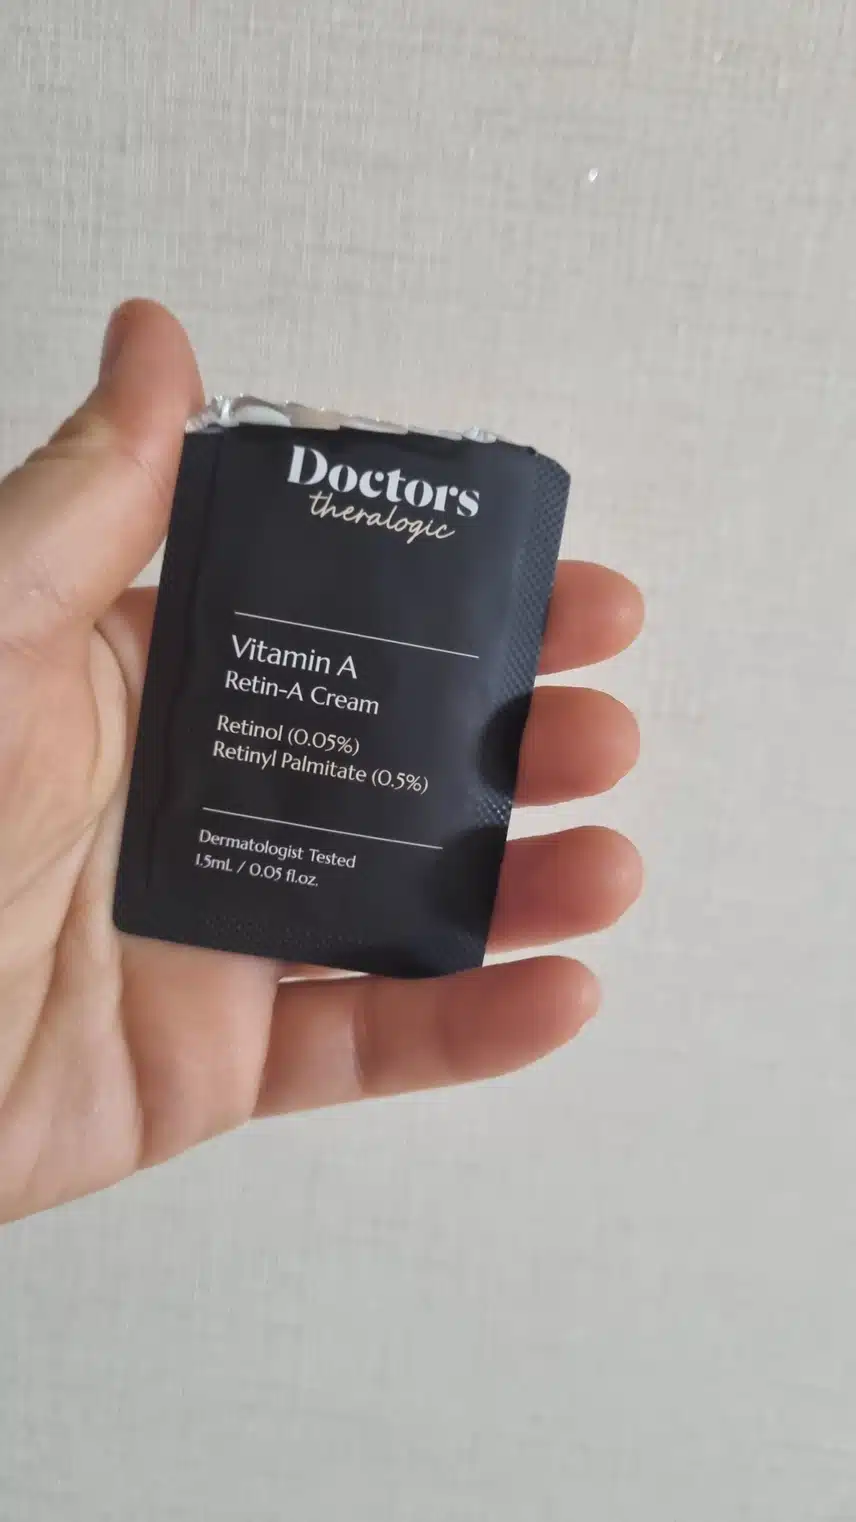 Doctors
theralogic
Vitamin A
Retin-A Cream
Retinol (0.05%)
Retinyl Palmitate (0.5%)
Dermatologist Tested
1.5mL / 0.05 fl.oz.